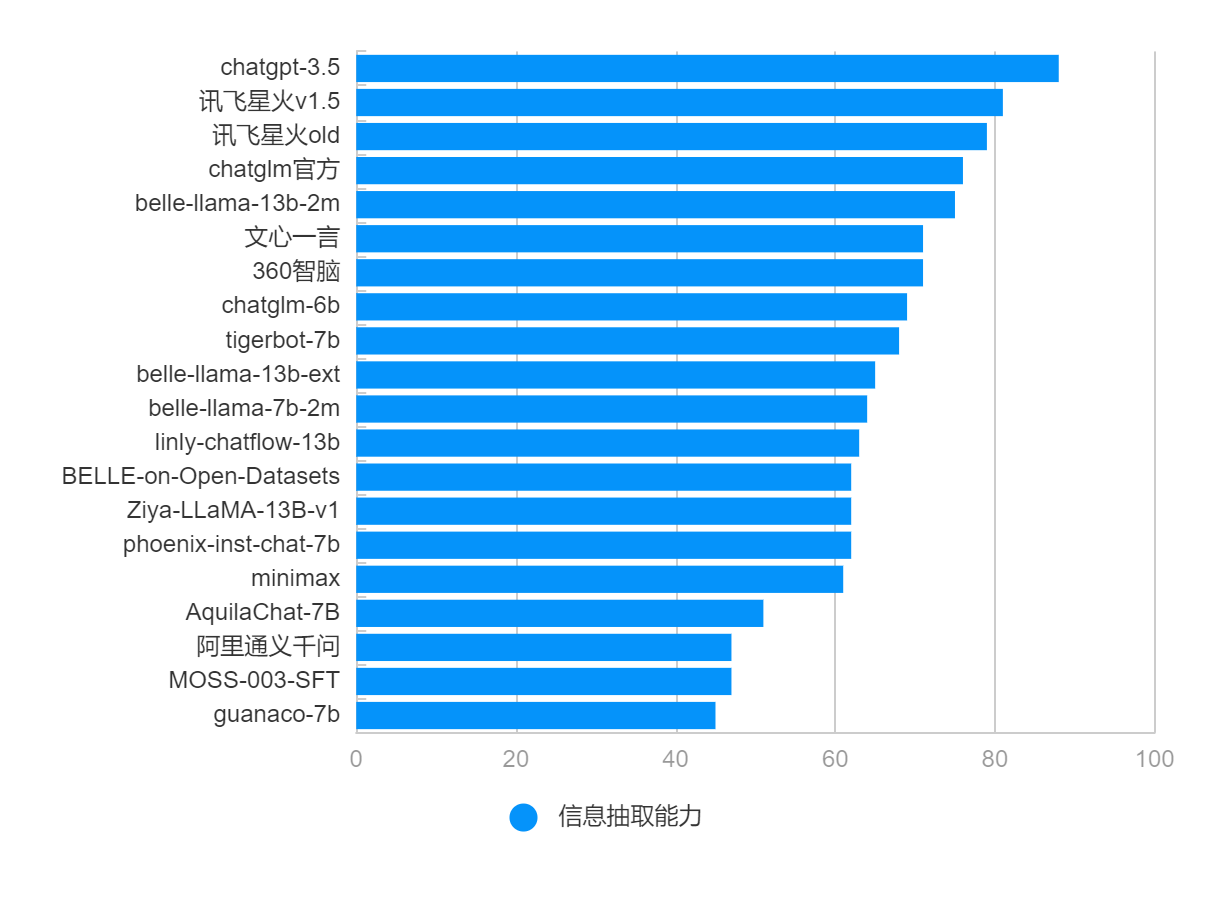 chatgpt-3.5
讯飞星火v1.5
讯飞星火old
chatglm官方
belle-llama-13b-2m
文心一言
360智脑
chatglm-6b
tigerbot-7b
belle-llama-13b-ext
belle-llama-7b-2m
linly-chatflow-13b
BELLE-on-Open-Datasets
Ziya-LLaMA-13B-v1
phoenix-inst-chat-7b
minimax
AquilaChat-7B
阿里通义千问
MOSS-003-SFT
guanaco-7b
0 20 40 60 80 100
信息抽取能力